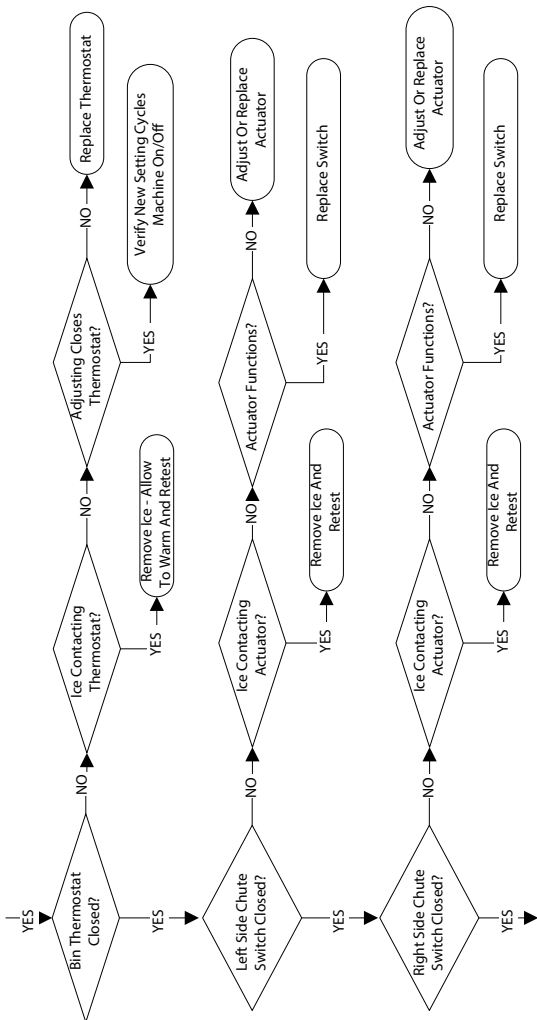 YES
Bin Thermostat
Closed?
NO
Ice Contacting
Thermostat?
NO
Adjusting Closes
Thermostat?
NO
Replace Thermostat
YES
Remove Ice - Allow
To Warm And Retest
YES
Verify New Setting Cycles
Machine On/Off
YES
Left Side Chute
Switch Closed?
NO
Ice Contacting
Actuator?
NO
Actuator Functions?
NO
Adjust Or Replace
Actuator
YES
Remove Ice And
Retest
YES
Replace Switch
YES
Right Side Chute
Switch Closed?
NO
Ice Contacting
Actuator?
NO
Actuator Functions?
NO
Adjust Or Replace
Actuator
YES
Remove Ice And
Retest
YES
Replace Switch
YES